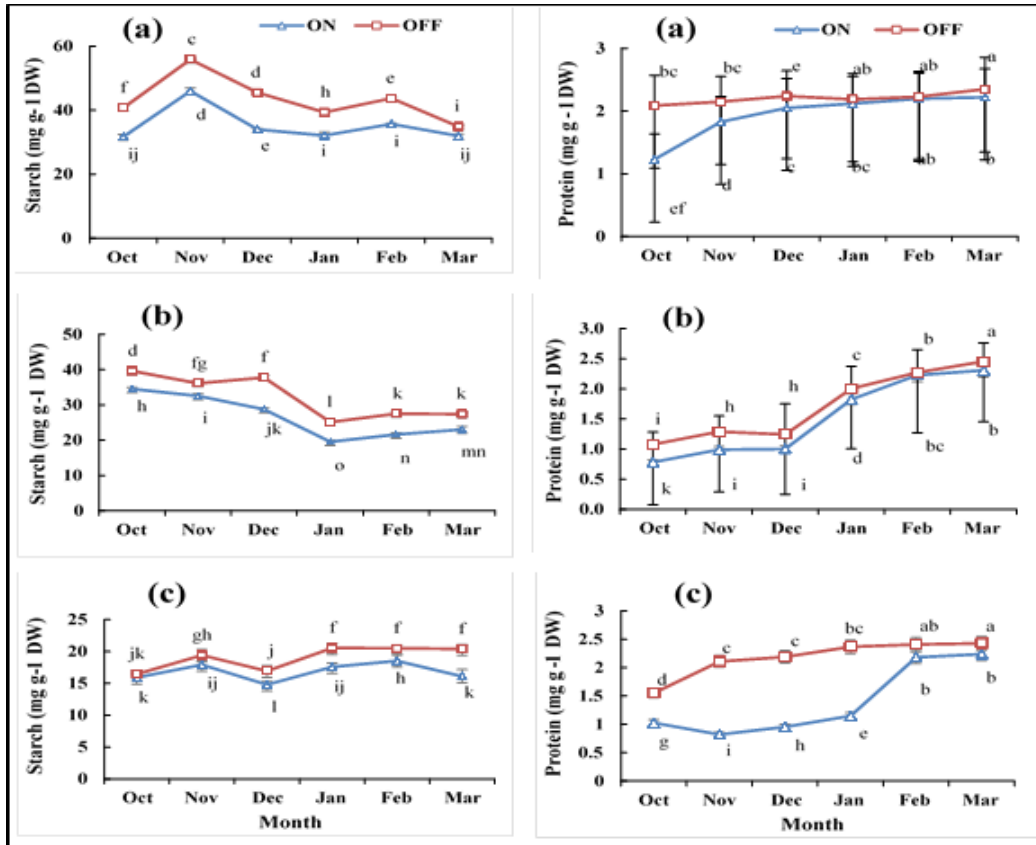 (a)
ON OFF
Starch (mg g- 1 DW)
60
40
20
0
f c d h e i
ij d e i i ij
Oct Nov Dec Jan Feb Mar
(a)
ON OFF
Protein (mg g-1 DW)
3
2
1
0
bc bc e ab ab a
ef d c bc ab b
Oct Nov Dec Jan Feb Mar
(b)
Starch (mg g-1 DW)
50
40
30
20
10
0
d fg f l k k
h i jk o n mn
Oct Nov Dec Jan Feb Mar
(b)
Protein (mg g-1 DW)
3.0
2.5
2.0
1.5
1.0
0.5
0.0
i h h c b a
k i i d bc b
Oct Nov Dec Jan Feb Mar
(c)
Starch (mg g-1 DW)
25
20
15
10
5
0
jk gh j f f f
k ij l ij h k
Oct Nov Dec Jan Feb Mar
Month
(c)
Protein (mg g-1 DW)
3
2.5
2
1.5
1
0.5
0
d c c bc ab a
g i h e b b
Oct Nov Dec Jan Feb Mar
Month